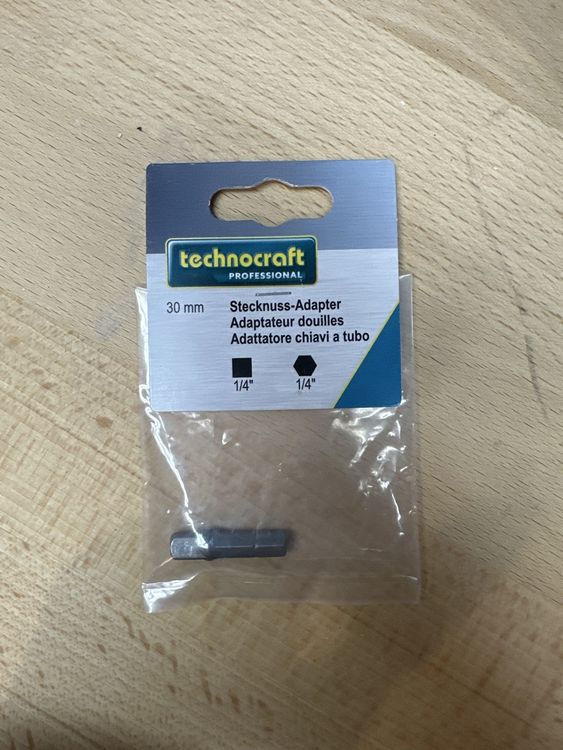 technocraft
PROFESSIONAL
30 mm
Stecknuss-Adapter
Adaptateur douilles
Adattatore chiavi a tubo
1/4" 1/4"